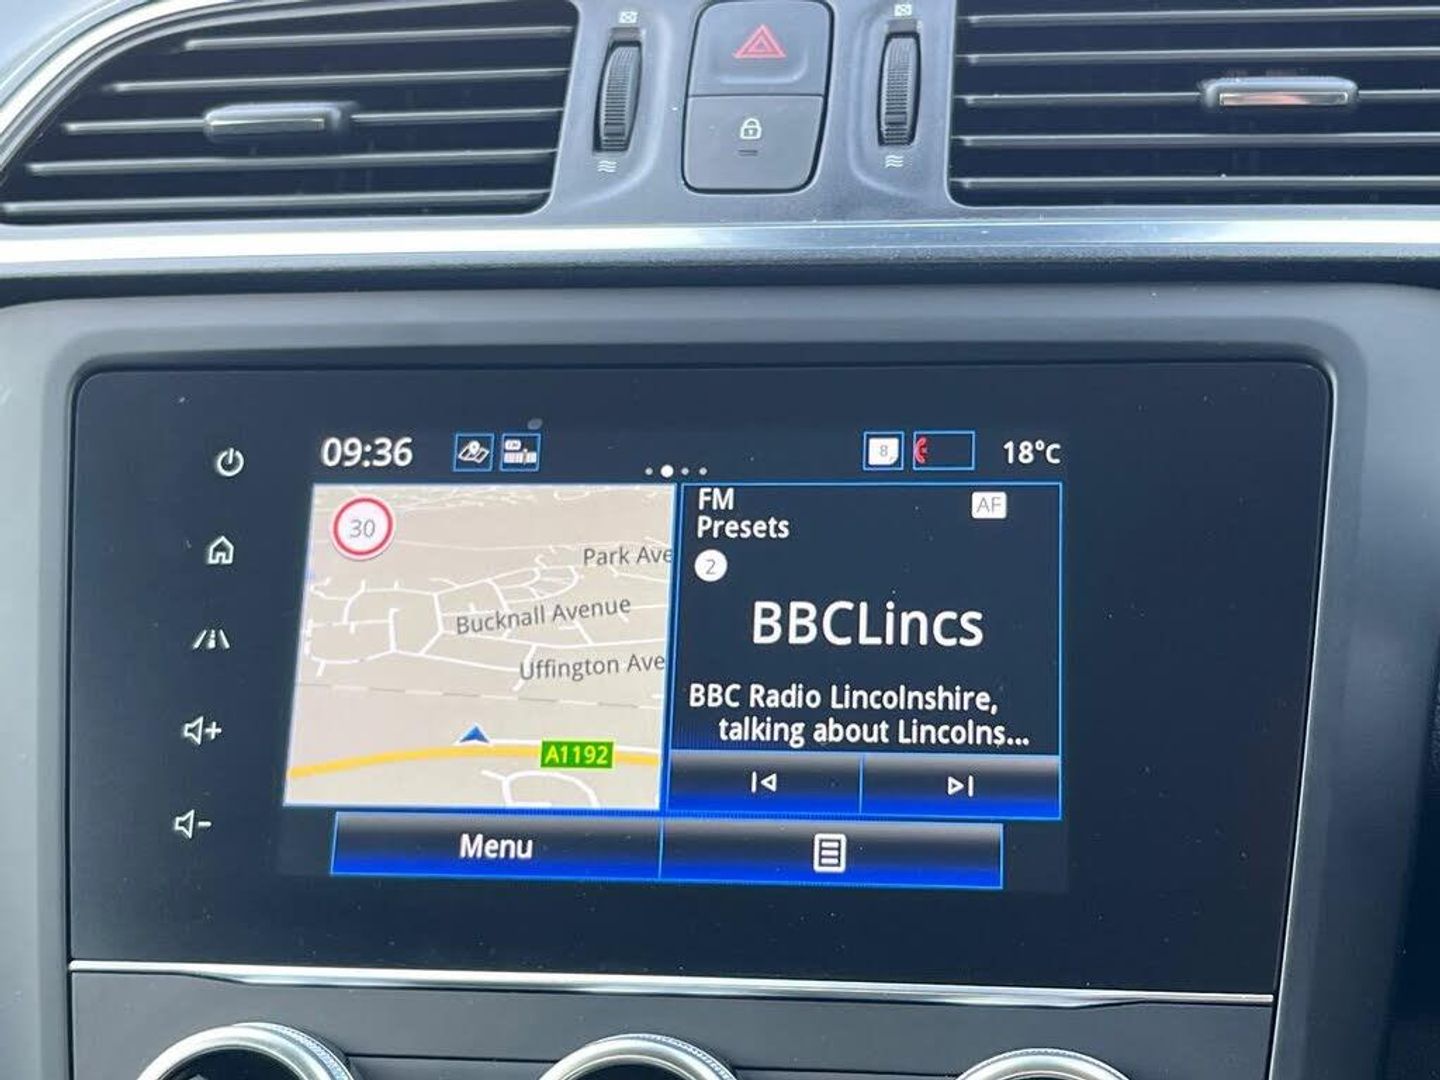 09:36
8
18°C
30
Park Ave
Bucknall Avenue
Uffington Ave
A1192
FM
Presets
AF
2
BBCLincs
BBC Radio Lincolnshire,
talking about Lincolns...
Menu